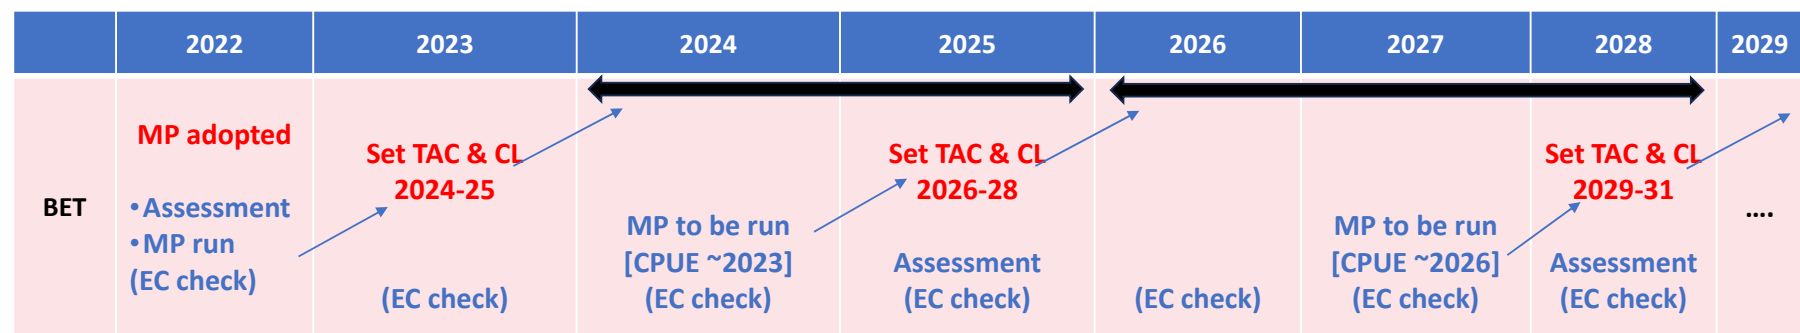 2022 2023 2024 2025 2026 2027 2028 2029
BET
MP adopted
•Assessment
•MP run
(EC check)
Set TAC & CL
2024-25
(EC check)
MP to be run
[CPUE ~2023]
(EC check)
Set TAC & CL
2026-28
Assessment
(EC check)
(EC check)
MP to be run
[CPUE ~2026]
(EC check)
Set TAC & CL
2029-31
Assessment
(EC check)
....